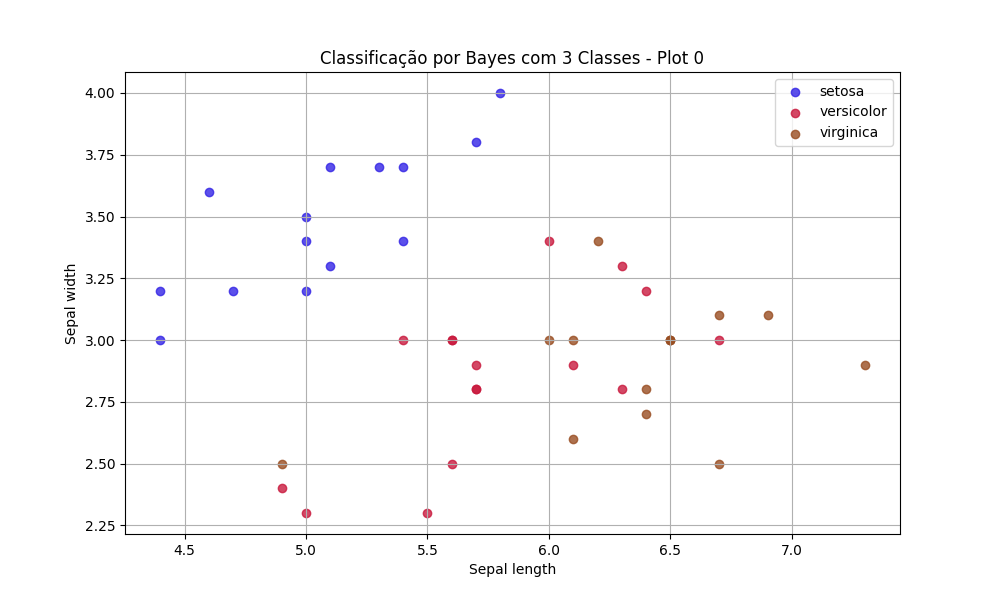 Classificação por Bayes com 3 Classes - Plot 0
setosa
versicolor
virginica
4.00
3.75
3.50
3.25
3.00
2.75
2.50
2.25
Sepal width
4.5
5.0
5.5
6.0
6.5
7.0
Sepal length